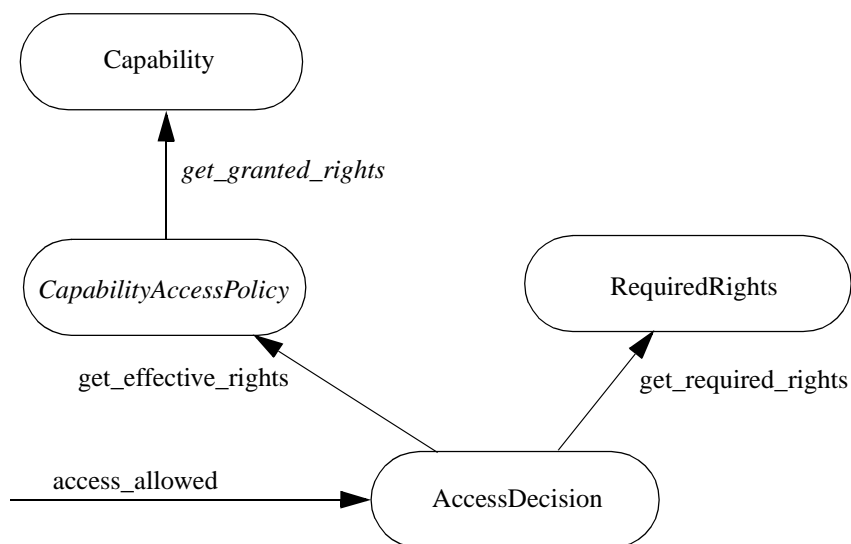 Capability
get_granted_rights
CapabilityAccessPolicy
RequiredRights
get_effective_rights
get_required_rights
access_allowed
AccessDecision